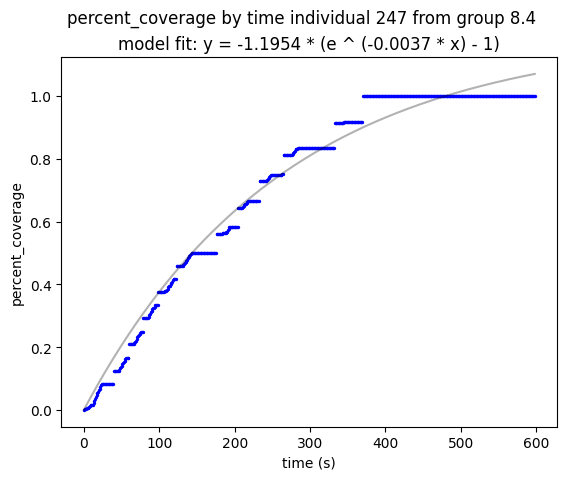 percent_coverage by time individual 247 from group 8.4
model fit: y = -1.1954 * (e ^ (-0.0037 * x) - 1)
percent_coverage
1.0
0.8
0.6
0.4
0.2
0.0
0 100 200 300 400 500 600
time (s)